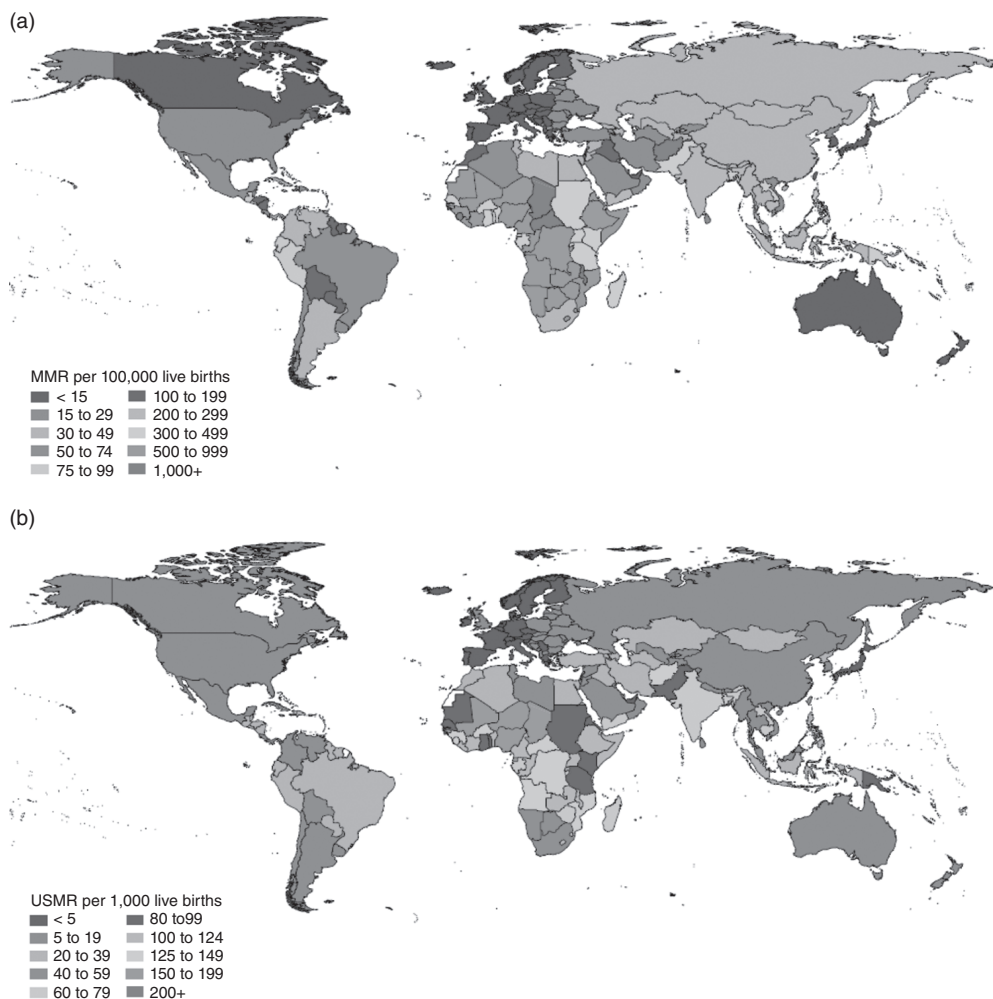 (a)
MMR per 100,000 live births
< 15
15 to 29
30 to 49
50 to 74
75 to 99
100 to 199
200 to 299
300 to 499
500 to 999
1,000+
(b)
USMR per 1,000 live births
< 5
5 to 19
20 to 39
40 to 59
60 to 79
80 to99
100 to 124
125 to 149
150 to 199
200+